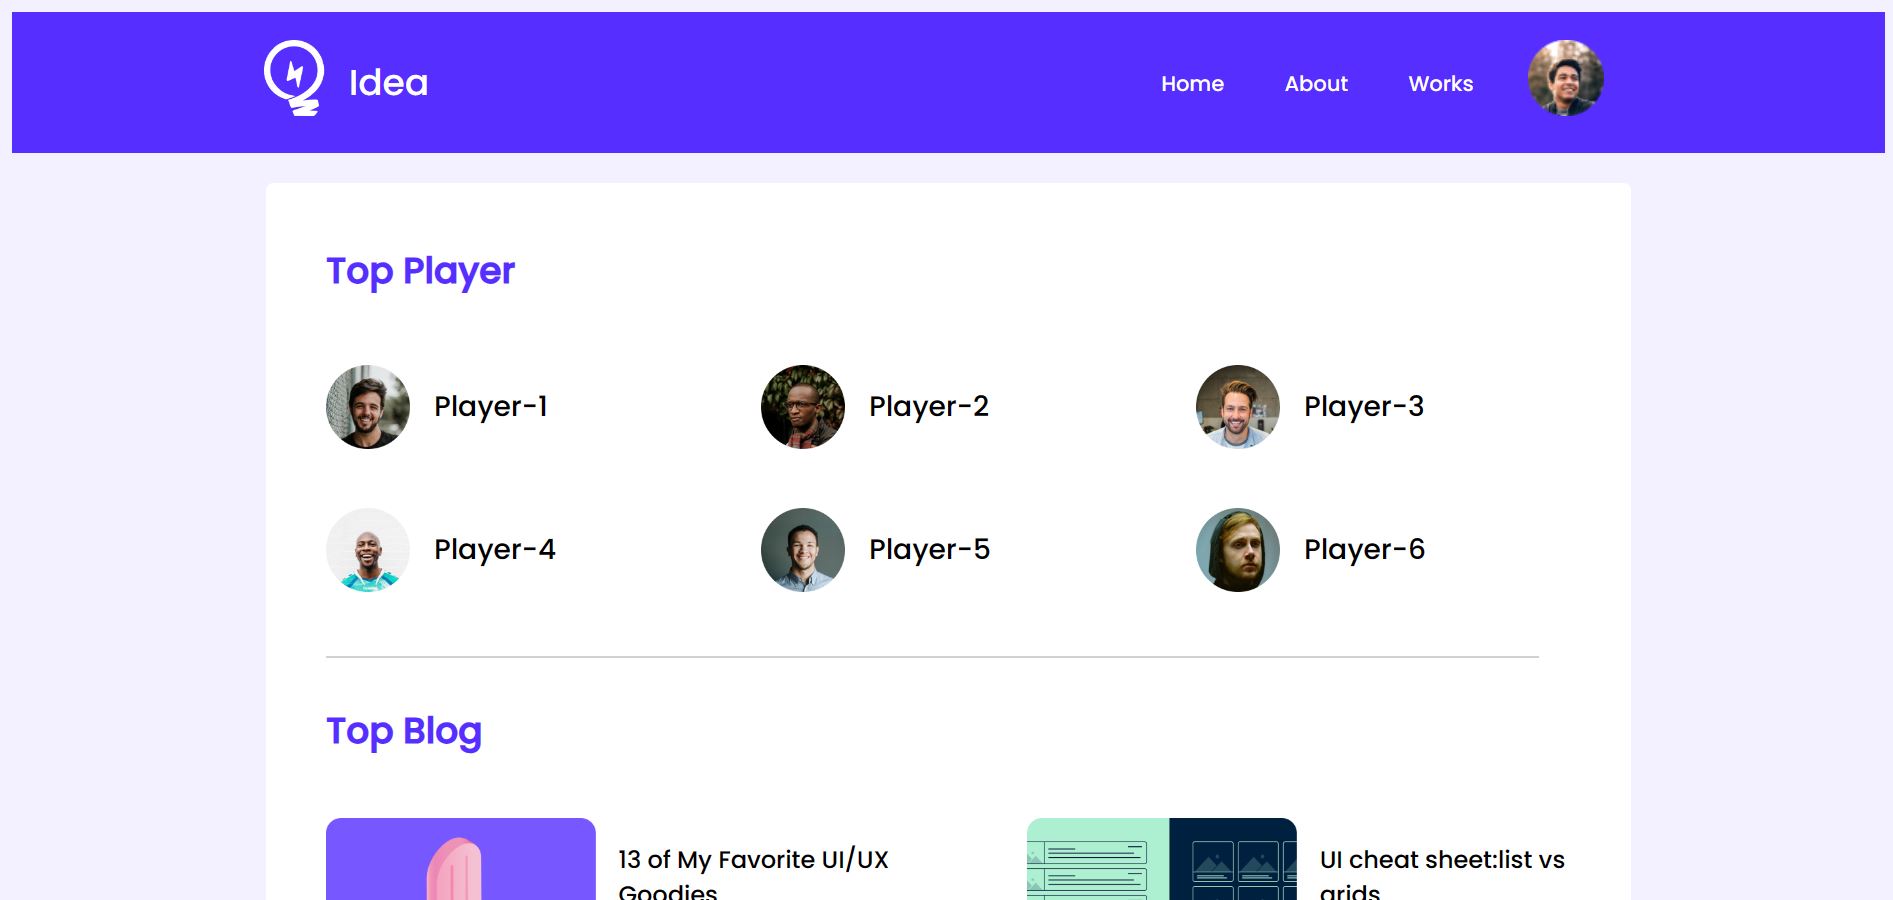 Idea
Home About Works
Top Player
Player-1 Player-2 Player-3
Player-4 Player-5 Player-6
Top Blog
13 of My Favorite UI/UX
Goodies
UI cheat sheet:list vs
grids